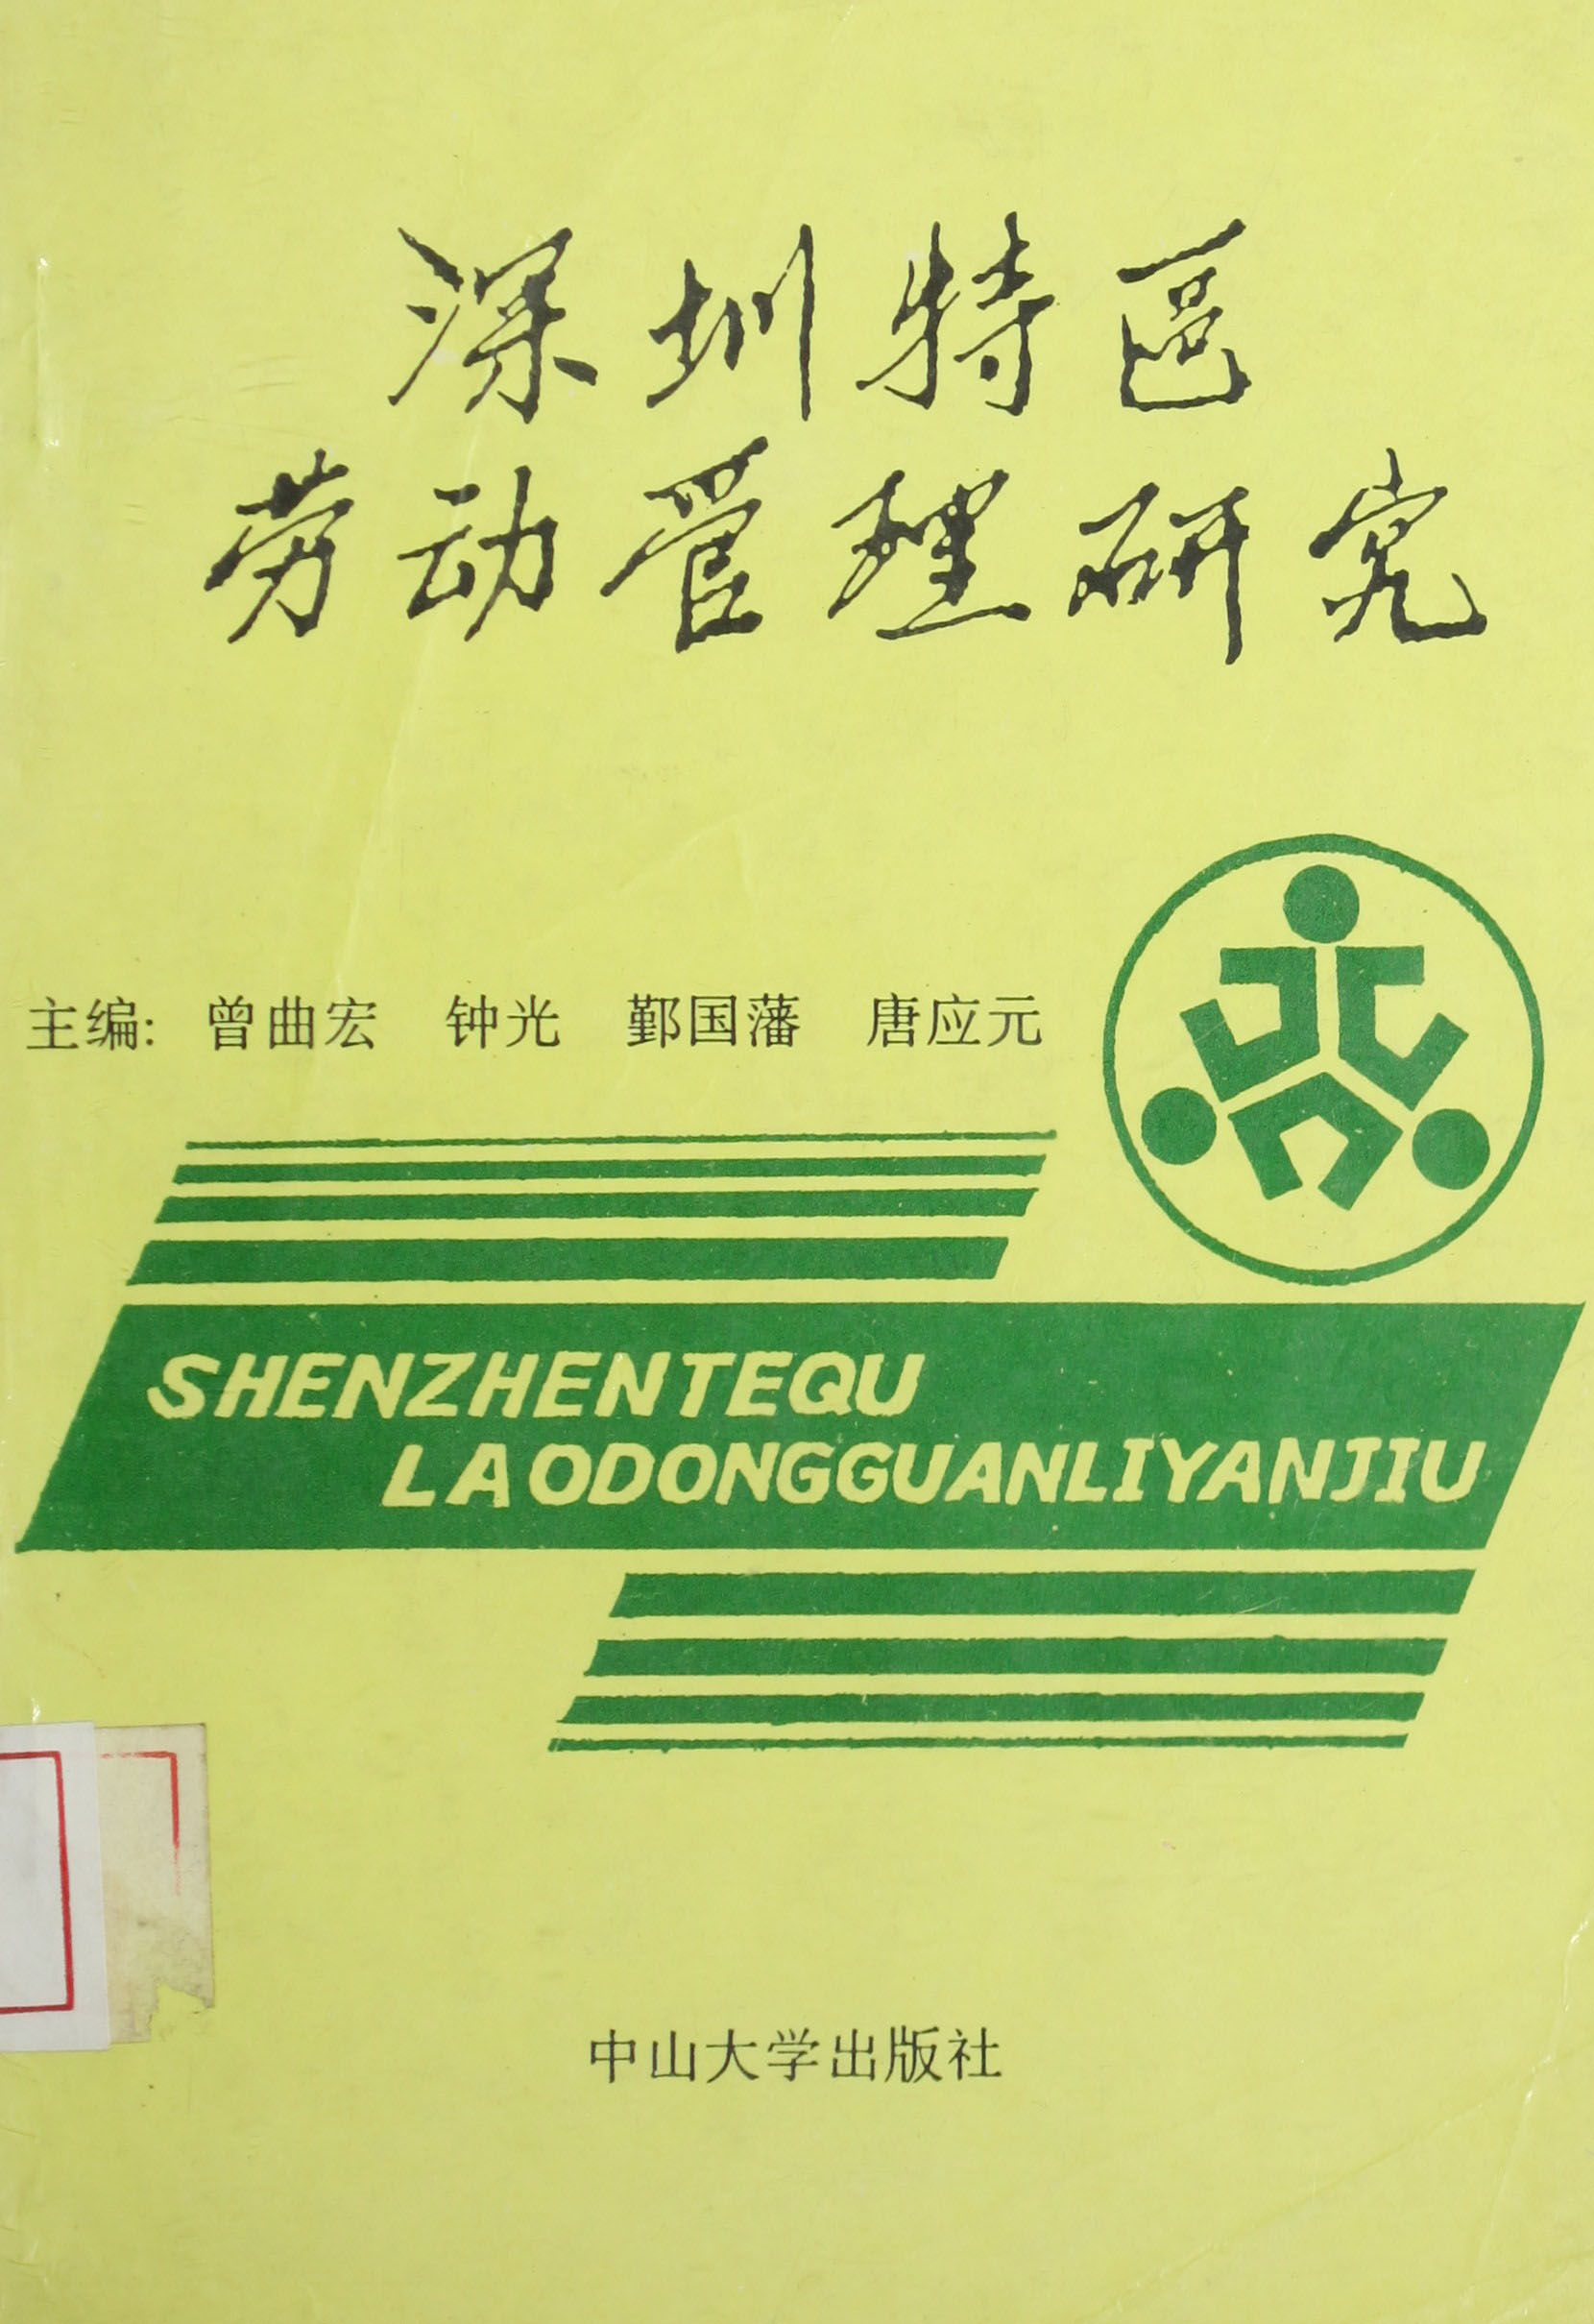 深圳特区
劳动管理研究
主编: 曾曲宏 钟光 鄞国藩 唐应元
SHENZHENTEQU
LAODONGGUANLIYANJIU
中山大学出版社